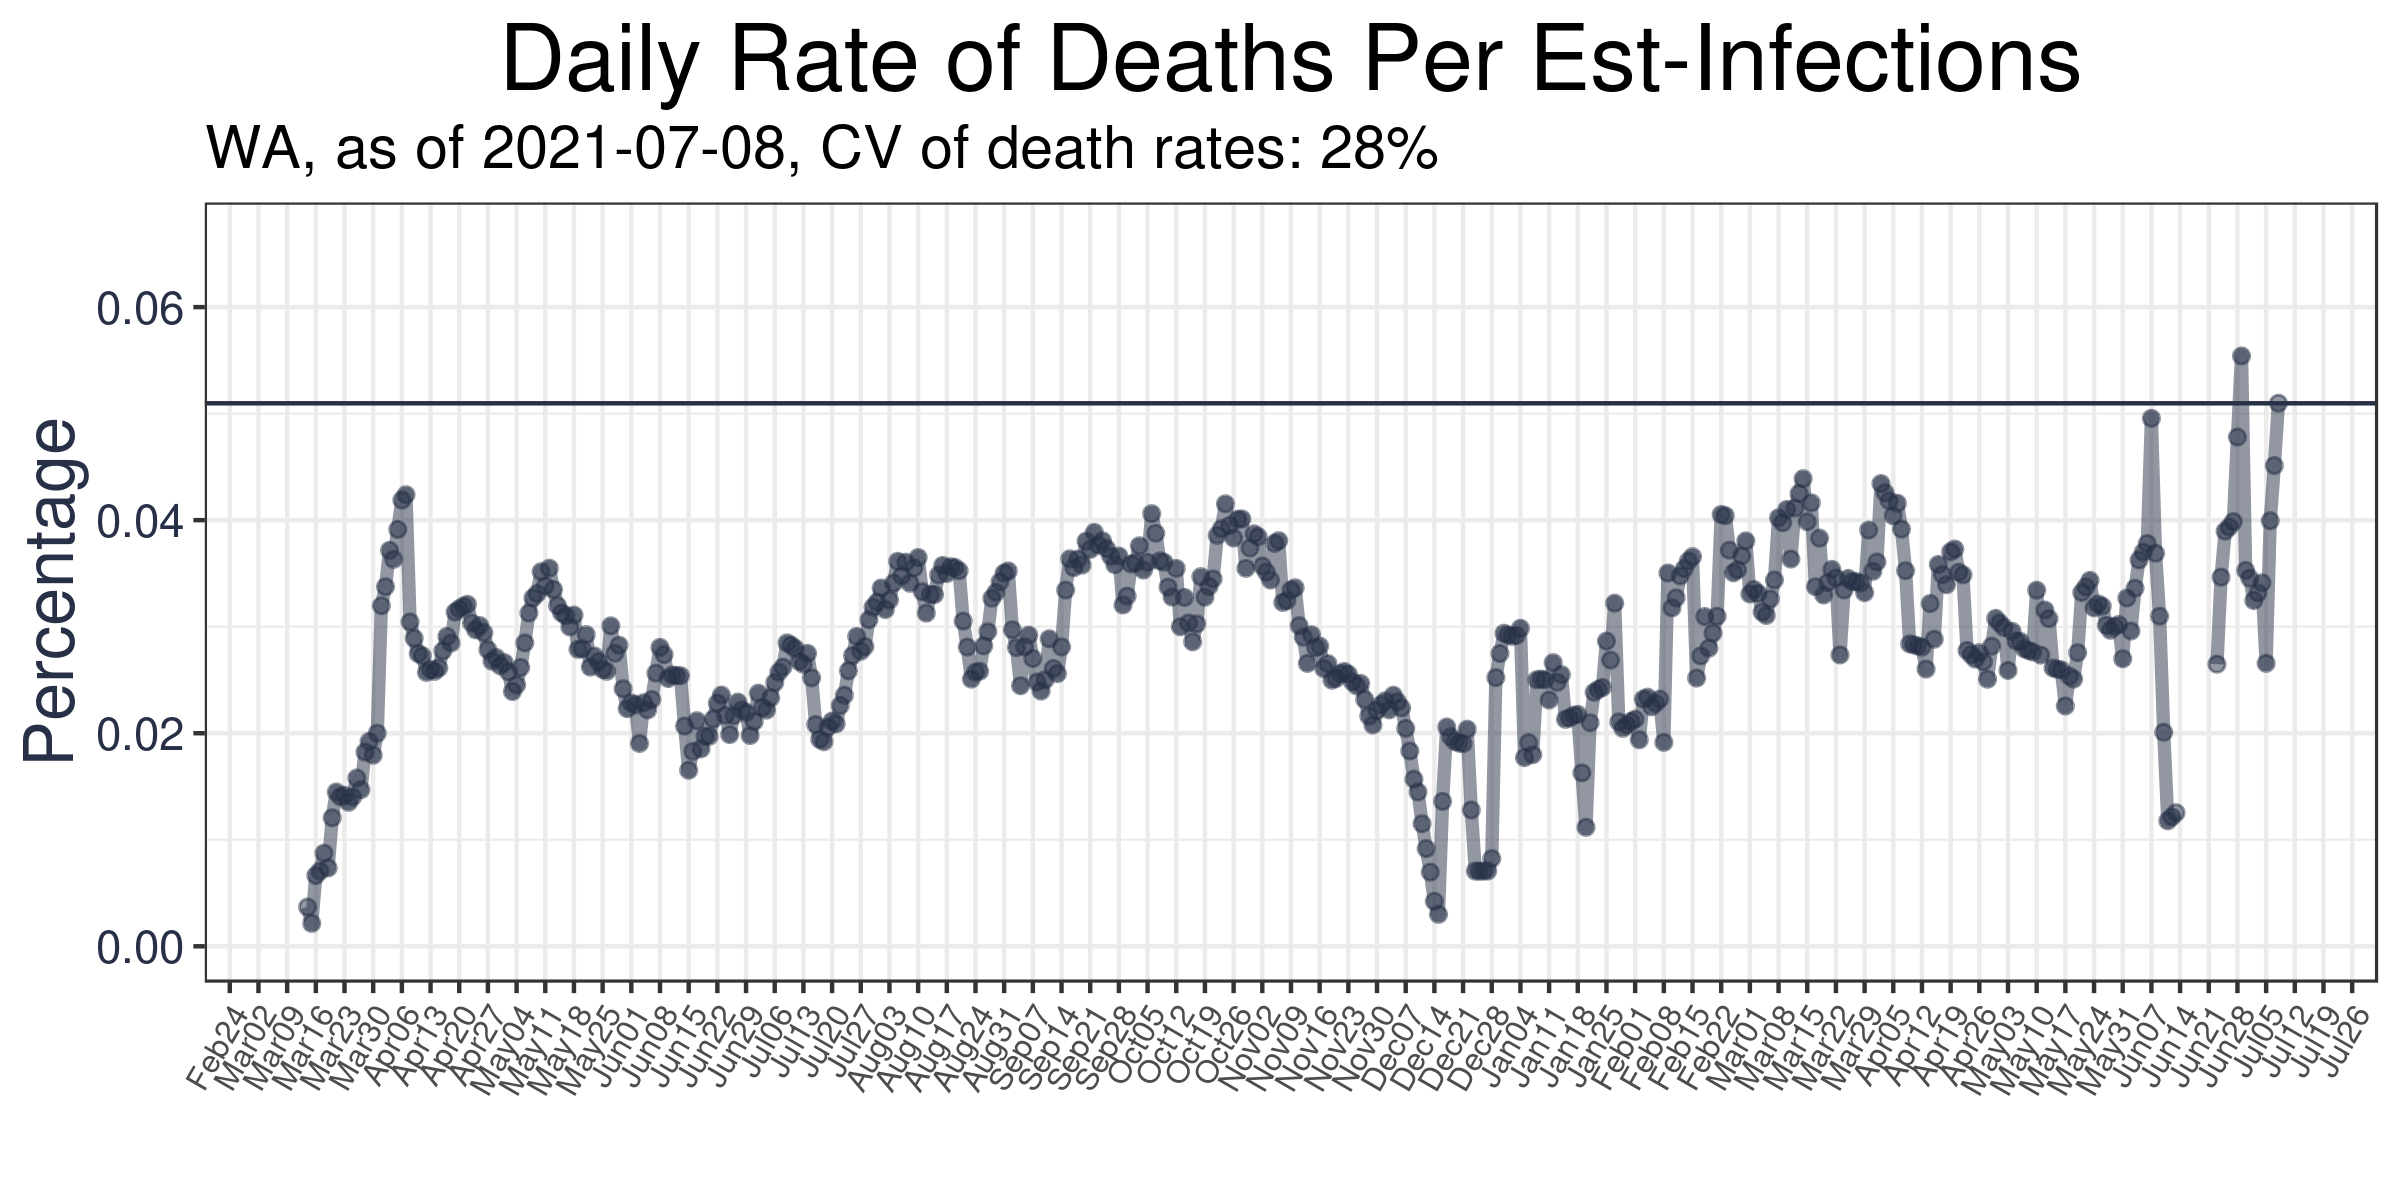 Daily Rate of Deaths Per Est-Infections
WA, as of 2021-07-08, CV of death rates: 28%
Percentage
0.06
0.04
0.02
0.00
Feb24
Mar02
Mar09
Mar16
Mar23
Mar30
Apr06
Apr13
Apr20
Apr27
May04
May11
May18
May25
Jun01
Jun08
Jun15
Jun22
Jun29
Jul06
Jul13
Jul20
Jul27
Aug03
Aug10
Aug17
Aug24
Aug31
Sep07
Sep14
Sep21
Sep28
Oct05
Oct12
Oct19
Oct26
Nov02
Nov09
Nov16
Nov23
Nov30
Dec07
Dec14
Dec21
Dec28
Jan04
Jan11
Jan18
Jan25
Feb01
Feb08
Feb15
Feb22
Mar01
Mar08
Mar15
Mar22
Mar29
Apr05
Apr12
Apr19
Apr26
May03
May10
May17
May24
May31
Jun07
Jun14
Jun21
Jun28
Jul05
Jul12
Jul19
Jul26